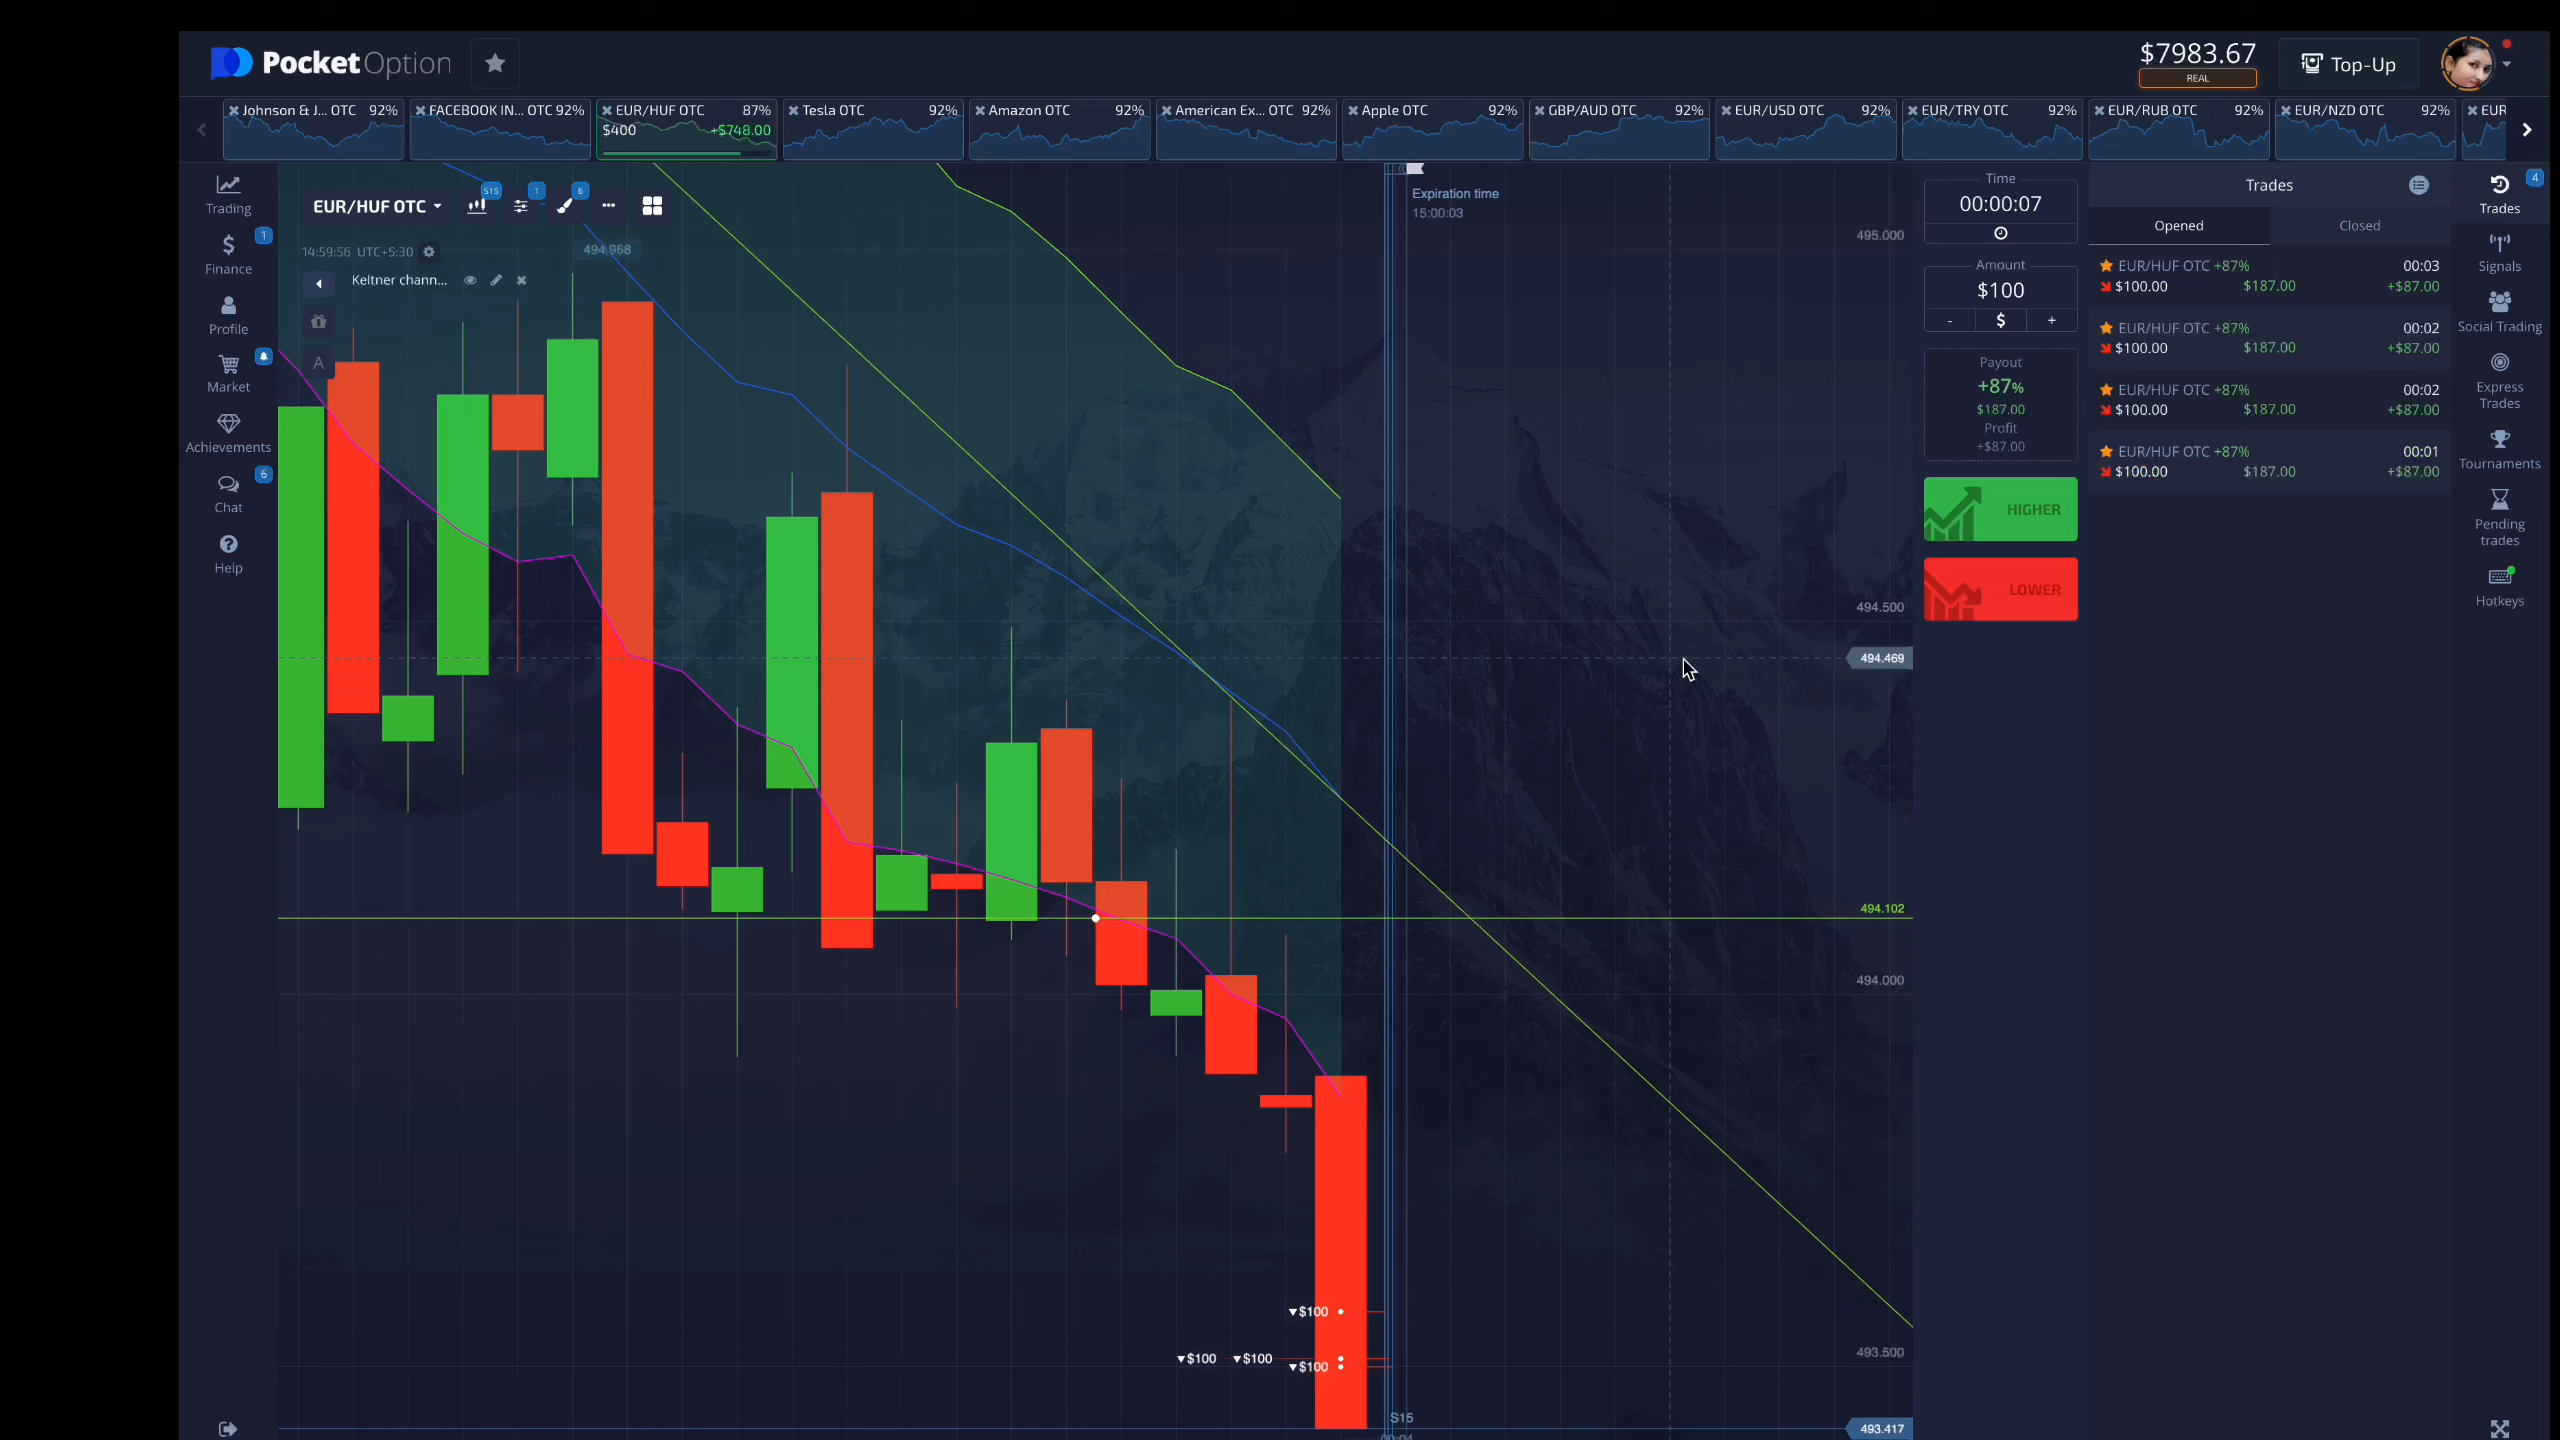 PocketOption
$7983.67
REAL
Top-Up
Johnson & J... OTC 92%
FACEBOOK IN... OTC 92%
EUR/HUF OTC 87%
$400 +$748.00
Tesla OTC 92%
Amazon OTC 92%
American Ex... OTC 92%
Apple OTC 92%
GBP/AUD OTC 92%
EUR/USD OTC 92%
EUR/TRY OTC 92%
EUR/RUB OTC 92%
EUR/NZD OTC 92%
EUR
Trading
Finance
1
Profile
Market
Achievements
Chat
6
Help
EUR/HUF OTC
S15
1
6
14:59:56 UTC+5:30
494.968
Keltner chann...
A
Expiration time
15:00:03
495.000
494.500
494.469
494.102
494.000
493.500
493.417
$100
$100
$100
$100
S15
Time
00:00:07
Amount
$100
- $ +
Payout
+87%
$187.00
Profit
+$87.00
HIGHER
LOWER
Trades
Opened
Closed
EUR/HUF OTC +87% 00:03
$100.00 $187.00 +$87.00
EUR/HUF OTC +87% 00:02
$100.00 $187.00 +$87.00
EUR/HUF OTC +87% 00:02
$100.00 $187.00 +$87.00
EUR/HUF OTC +87% 00:01
$100.00 $187.00 +$87.00
4
Trades
Signals
Social Trading
Express
Trades
Tournaments
Pending
trades
Hotkeys